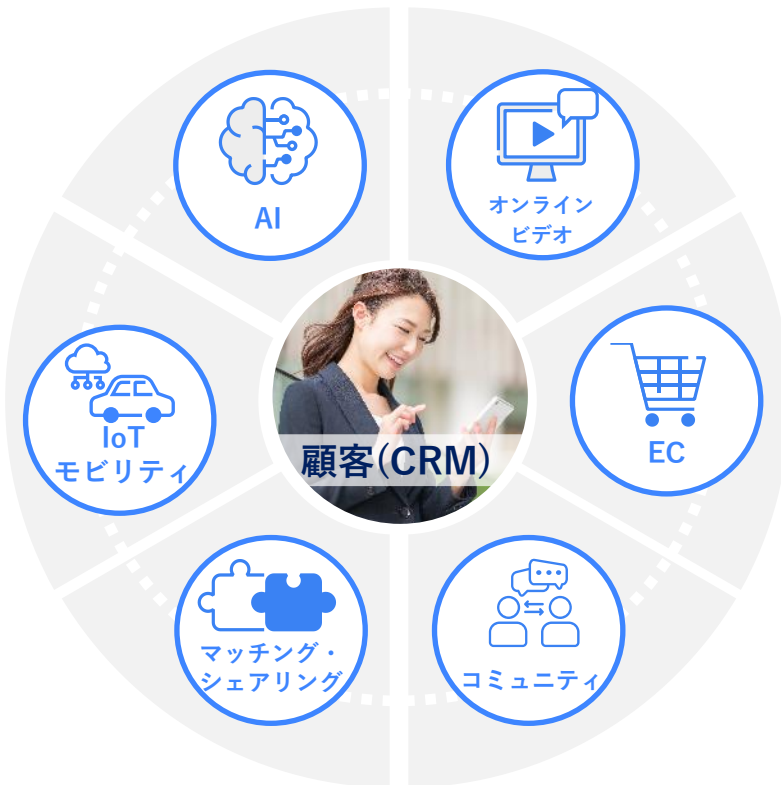 AI
オンライン
ビデオ
IoT
モビリティ
顧客(CRM)
EC
マッチング・
シェアリング
コミュニティ